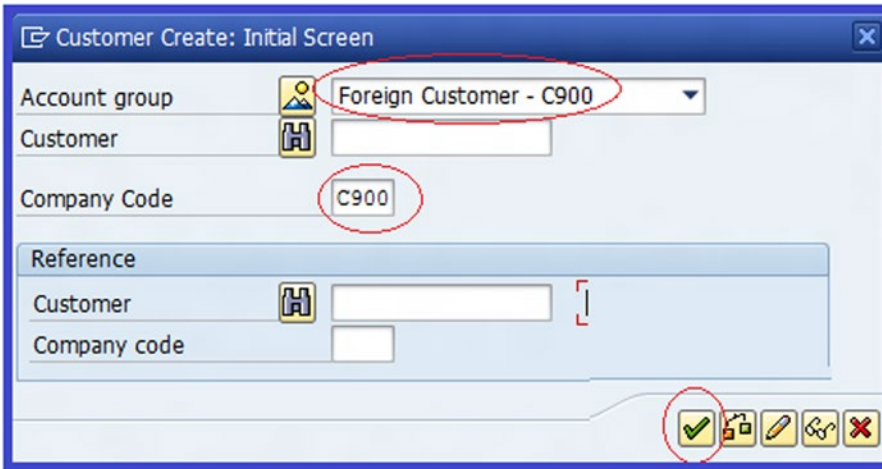 Customer Create: Initial Screen
Account group Foreign Customer - C900
Customer
Company Code C900
Reference
Customer
Company code